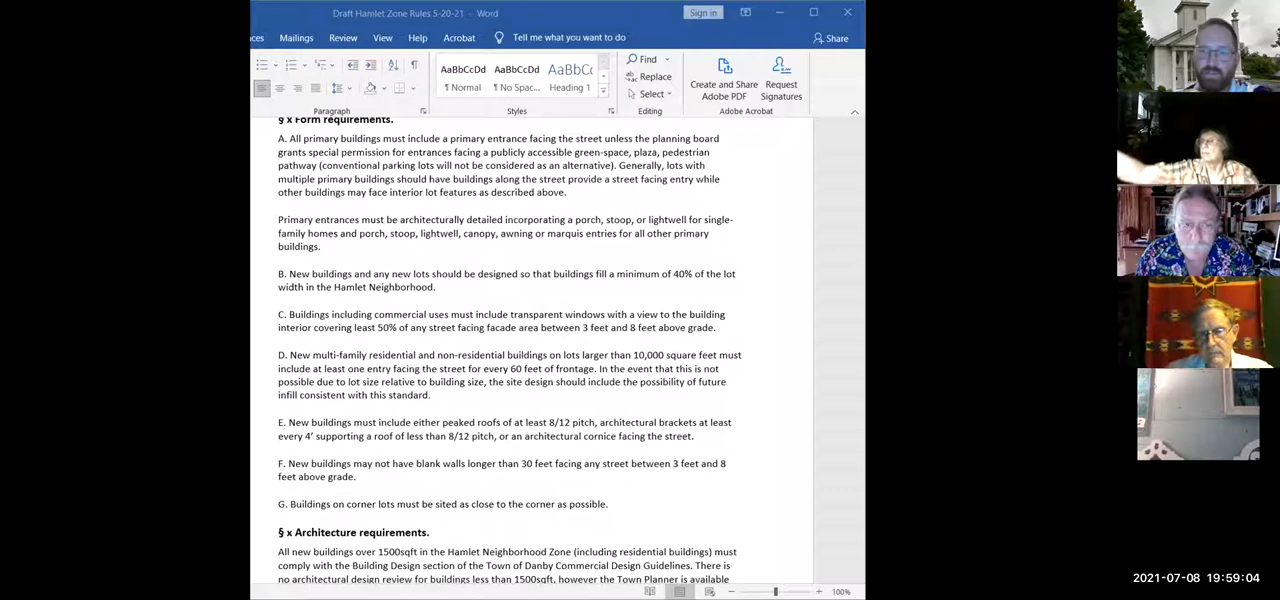 Draft Hamlet Zone Rules 5-20-21 - Word
Sign in
nces Mailings Review View Help Acrobat Tell me what you want to do Share
Find
Replace
Select
AaBbCcDd AaBbCcDd AaBbCc
¶ Normal ¶ No Spac... Heading 1
Create and Share Adobe PDF
Request Signatures
Paragraph Styles Editing Adobe Acrobat
§ x Form requirements.
A. All primary buildings must include a primary entrance facing the street unless the planning board
grants special permission for entrances facing a publicly accessible green-space, plaza, pedestrian
pathway (conventional parking lots will not be considered as an alternative). Generally, lots with
multiple primary buildings should have buildings along the street provide a street facing entry while
other buildings may face interior lot features as described above.
Primary entrances must be architecturally detailed incorporating a porch, stoop, or lightwell for single-
family homes and porch, stoop, lightwell, canopy, awning or marquis entries for all other primary
buildings.
B. New buildings and any new lots should be designed so that buildings fill a minimum of 40% of the lot
width in the Hamlet Neighborhood.
C. Buildings including commercial uses must include transparent windows with a view to the building
interior covering least 50% of any street facing facade area between 3 feet and 8 feet above grade.
D. New multi-family residential and non-residential buildings on lots larger than 10,000 square feet must
include at least one entry facing the street for every 60 feet of frontage. In the event that this is not
possible due to lot size relative to building size, the site design should include the possibility of future
infill consistent with this standard.
E. New buildings must include either peaked roofs of at least 8/12 pitch, architectural brackets at least
every 4' supporting a roof of less than 8/12 pitch, or an architectural cornice facing the street.
F. New buildings may not have blank walls longer than 30 feet facing any street between 3 feet and 8
feet above grade.
G. Buildings on corner lots must be sited as close to the corner as possible.
§ x Architecture requirements.
All new buildings over 1500sqft in the Hamlet Neighborhood Zone (including residential buildings) must
comply with the Building Design section of the Town of Danby Commercial Design Guidelines. There is
no architectural design review for buildings less than 1500sqft, however the Town Planner is available
100%
2021-07-08 19:59:04